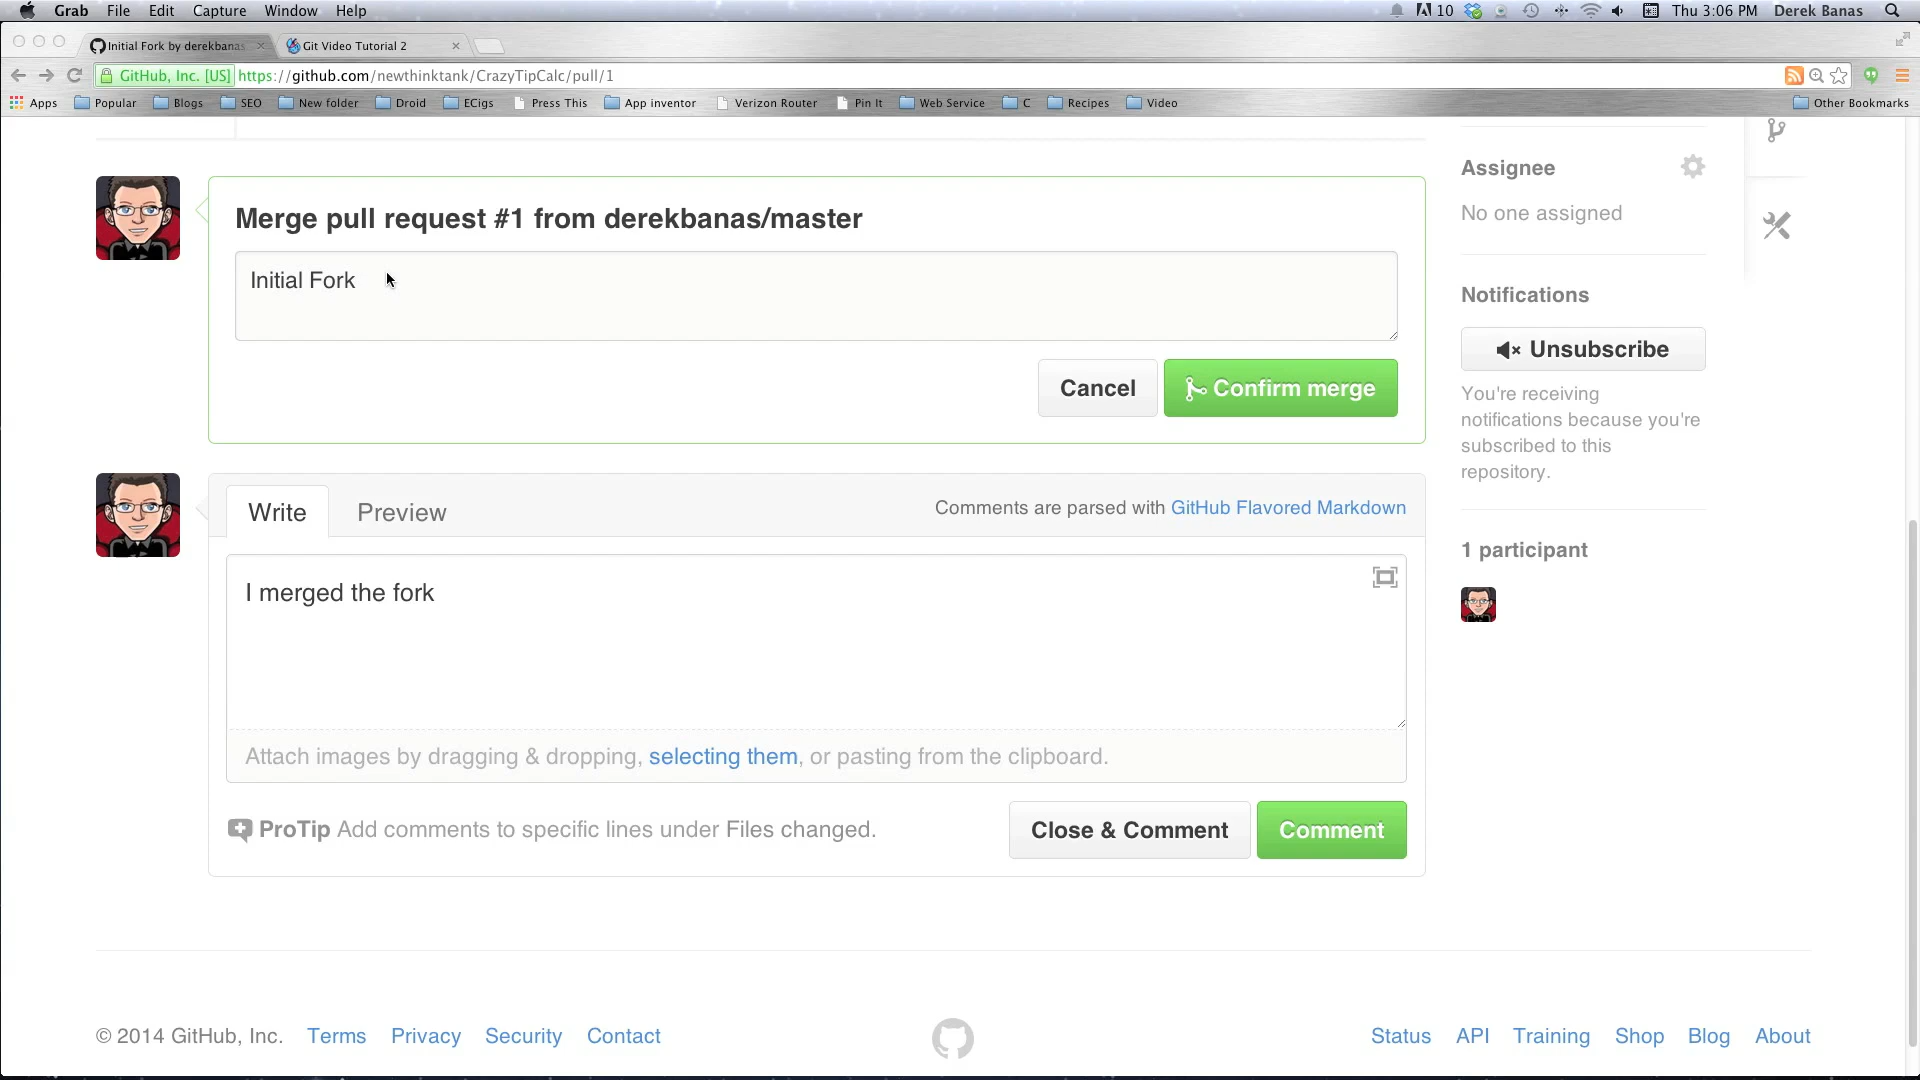 Grab File Edit Capture Window Help 10 Thu 3:06 PM Derek Banas
Initial Fork by derekbanas Git Video Tutorial 2
GitHub, Inc. [US] https://github.com/newthinktank/CrazyTipCalc/pull/1
Apps Popular Blogs SEO New folder Droid ECigs Press This App inventor Verizon Router Pin It Web Service C Recipes Video Other Bookmarks
Assignee
No one assigned
Merge pull request #1 from derekbanas/master
Initial Fork
Cancel Confirm merge
Notifications
Unsubscribe
You're receiving
notifications because you're
subscribed to this
repository.
1 participant
Write Preview Comments are parsed with GitHub Flavored Markdown
I merged the fork
Attach images by dragging & dropping, selecting them, or pasting from the clipboard.
ProTip Add comments to specific lines under Files changed.
Close & Comment Comment
© 2014 GitHub, Inc. Terms Privacy Security Contact Status API Training Shop Blog About